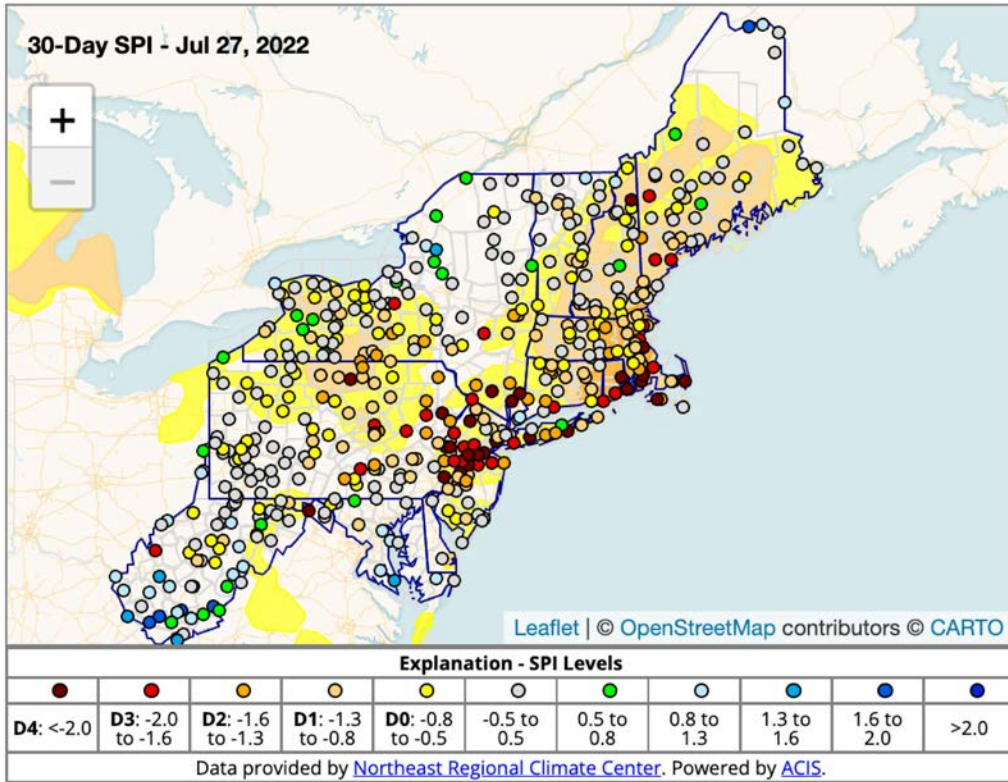 30-Day SPI - Jul 27, 2022
+
−
Leaflet | © OpenStreetMap contributors © CARTO
Explanation - SPI Levels
D4: <-2.0
D3: -2.0
to -1.6
D2: -1.6
to -1.3
D1: -1.3
to -0.8
D0: -0.8
to -0.5
-0.5 to
0.5
0.5 to
0.8
0.8 to
1.3
1.3 to
1.6
1.6 to
2.0
>2.0
Data provided by Northeast Regional Climate Center. Powered by ACIS.